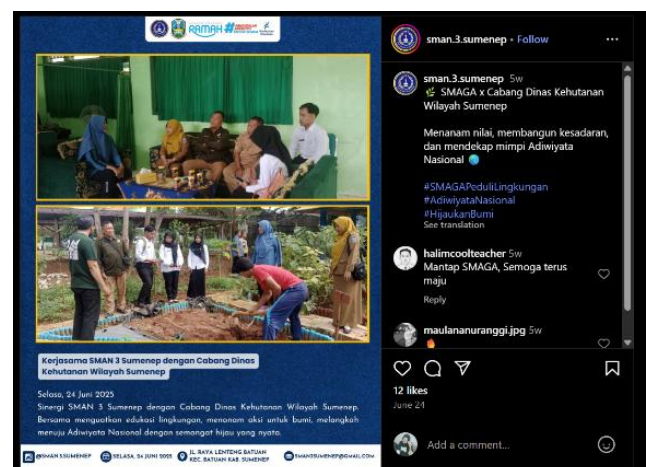 RAMAH #
Kerjasama SMAN 3 Sumenep dengan Cabang Dinas
Kehutanan Wilayah Sumenep
Selasa, 24 Juni 2025
Sinergi SMAN 3 Sumenep dengan Cabang Dinas Kehutanan Wilayah Sumenep.
Bersama menguatkan edukasi lingkungan, menanam aksi untuk bumi, melangkah
menuju Adiwiyata Nasional dengan semangat hijau yang nyata.
@SMAN.3.SUMENEP
SELASA, 24 JUNI 2025
JL. RAYA LENTENG BATUAN
KEC. BATUAN KAB. SUMENEP
SMAN3SUMENEP@GMAIL.COM
sman.3.sumenep • Follow
sman.3.sumenep 5w
🌿 SMAGA x Cabang Dinas Kehutanan
Wilayah Sumenep
Menanam nilai, membangun kesadaran,
dan mendekap mimpi Adiwiyata
Nasional 🌏
#SMAGAPeduliLingkungan
#AdiwiyataNasional
#HijaukanBumi
See translation
halimcoolteacher 5w
Mantap SMAGA, Semoga terus
maju
Reply
maulananuranggi.jpg 5w
🔥
12 likes
June 24
Add a comment...